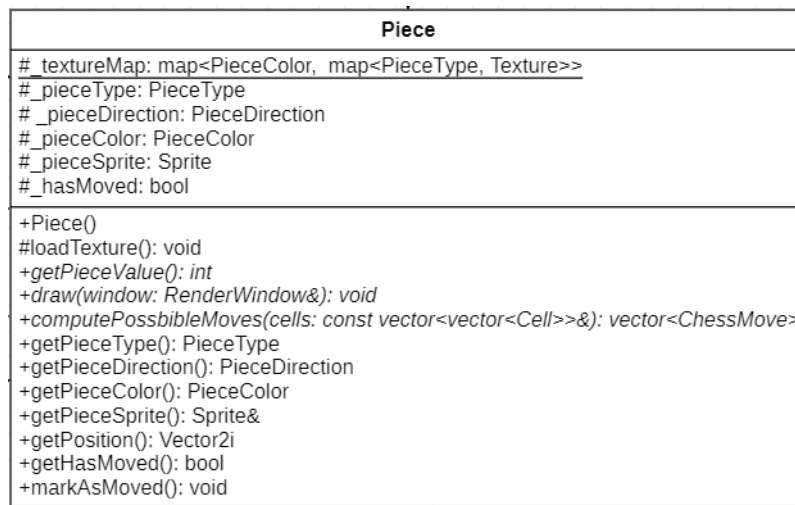 Piece
#_textureMap: map<PieceColor, map<PieceType, Texture>>
#_pieceType: PieceType
# _pieceDirection: PieceDirection
#_pieceColor: PieceColor
#_pieceSprite: Sprite
#_hasMoved: bool
+Piece()
#loadTexture(): void
+getPieceValue(): int
+draw(window: RenderWindow&): void
+computePossbibleMoves(cells: const vector<vector<Cell>>&): vector<ChessMove>
+getPieceType(): PieceType
+getPieceDirection(): PieceDirection
+getPieceColor(): PieceColor
+getPieceSprite(): Sprite&
+getPosition(): Vector2i
+getHasMoved(): bool
+markAsMoved(): void